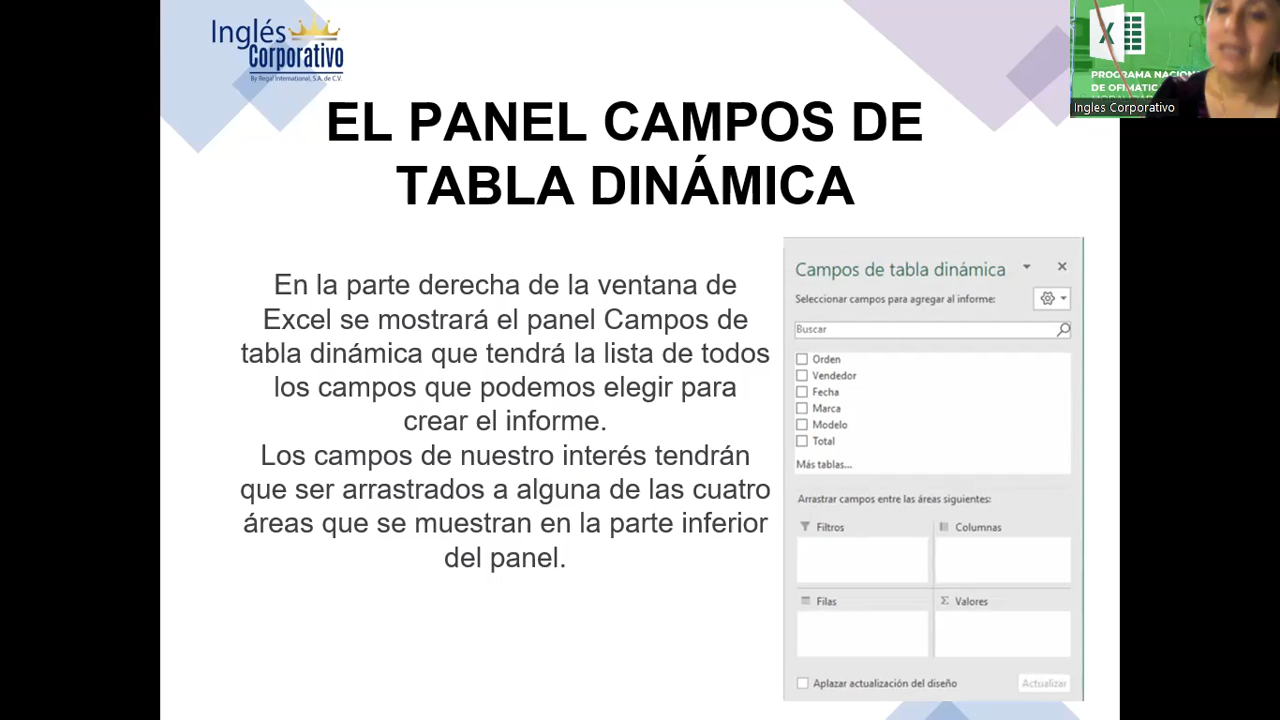 Inglés
Corporativo
By Regal International, S.A. de C.V.
PROGRAMA NACIO
DE OFIMÁTIC
Ingles Corporativo
EL PANEL CAMPOS DE
TABLA DINÁMICA
En la parte derecha de la ventana de
Excel se mostrará el panel Campos de
tabla dinámica que tendrá la lista de todos
los campos que podemos elegir para
crear el informe.
Los campos de nuestro interés tendrán
que ser arrastrados a alguna de las cuatro
áreas que se muestran en la parte inferior
del panel.
Campos de tabla dinámica
Seleccionar campos para agregar al informe:
Buscar
Orden
Vendedor
Fecha
Marca
Modelo
Total
Más tablas...
Arrastrar campos entre las áreas siguientes:
Filtros
Columnas
Filas
Σ Valores
Aplazar actualización del diseño
Actualizar